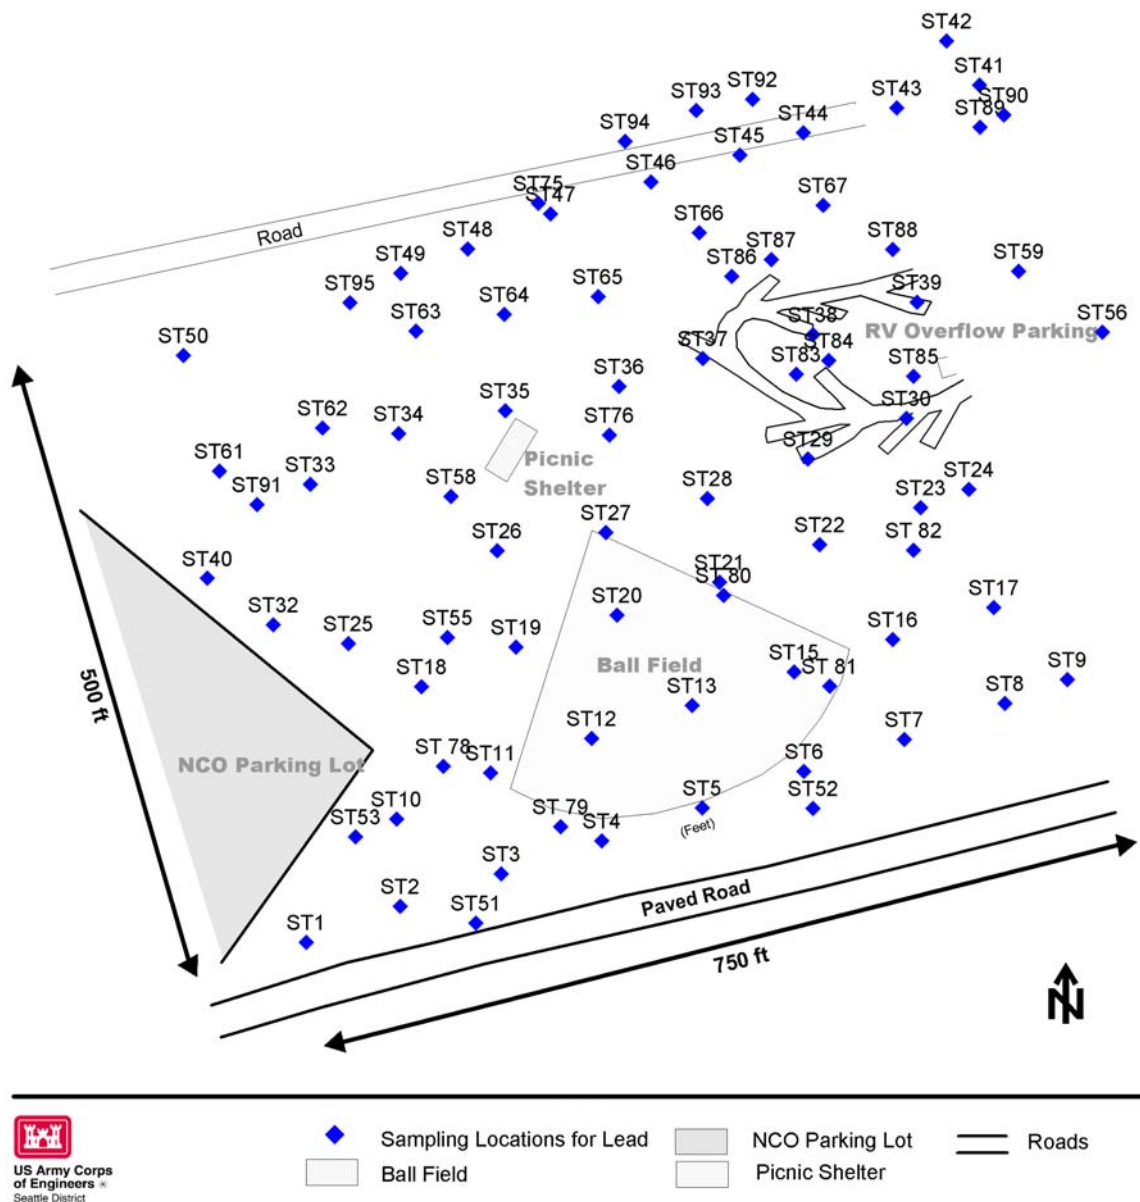 ST42
ST41
ST90
ST43
ST89
ST92
ST93
ST44
ST94
ST45
ST46
ST67
ST75
ST47
ST66
ST88
ST48
ST87
Road
ST86
ST59
ST49
ST65
ST95
ST64
ST39
ST63
ST38
ST56
RV Overflow Parking
ST50
ST37
ST84
ST83
ST85
ST36
ST35
ST30
ST62
ST34
ST76
ST29
ST61
ST33
Picnic
Shelter
ST91
ST58
ST28
ST24
ST23
ST27
ST26
ST22
ST 82
ST40
ST21
ST 80
ST20
ST17
ST32
ST25
ST55
ST19
ST16
500 ft
ST18
Ball Field
ST15
ST 81
ST9
ST13
ST8
ST12
ST7
NCO Parking Lot
ST 78
ST11
ST6
ST10
ST53
ST 79
ST4
ST5
(Feet)
ST52
ST3
ST2
ST51
Paved Road
ST1
750 ft
N
US Army Corps
of Engineers ®
Seattle District
Sampling Locations for Lead
Ball Field
NCO Parking Lot
Picnic Shelter
Roads